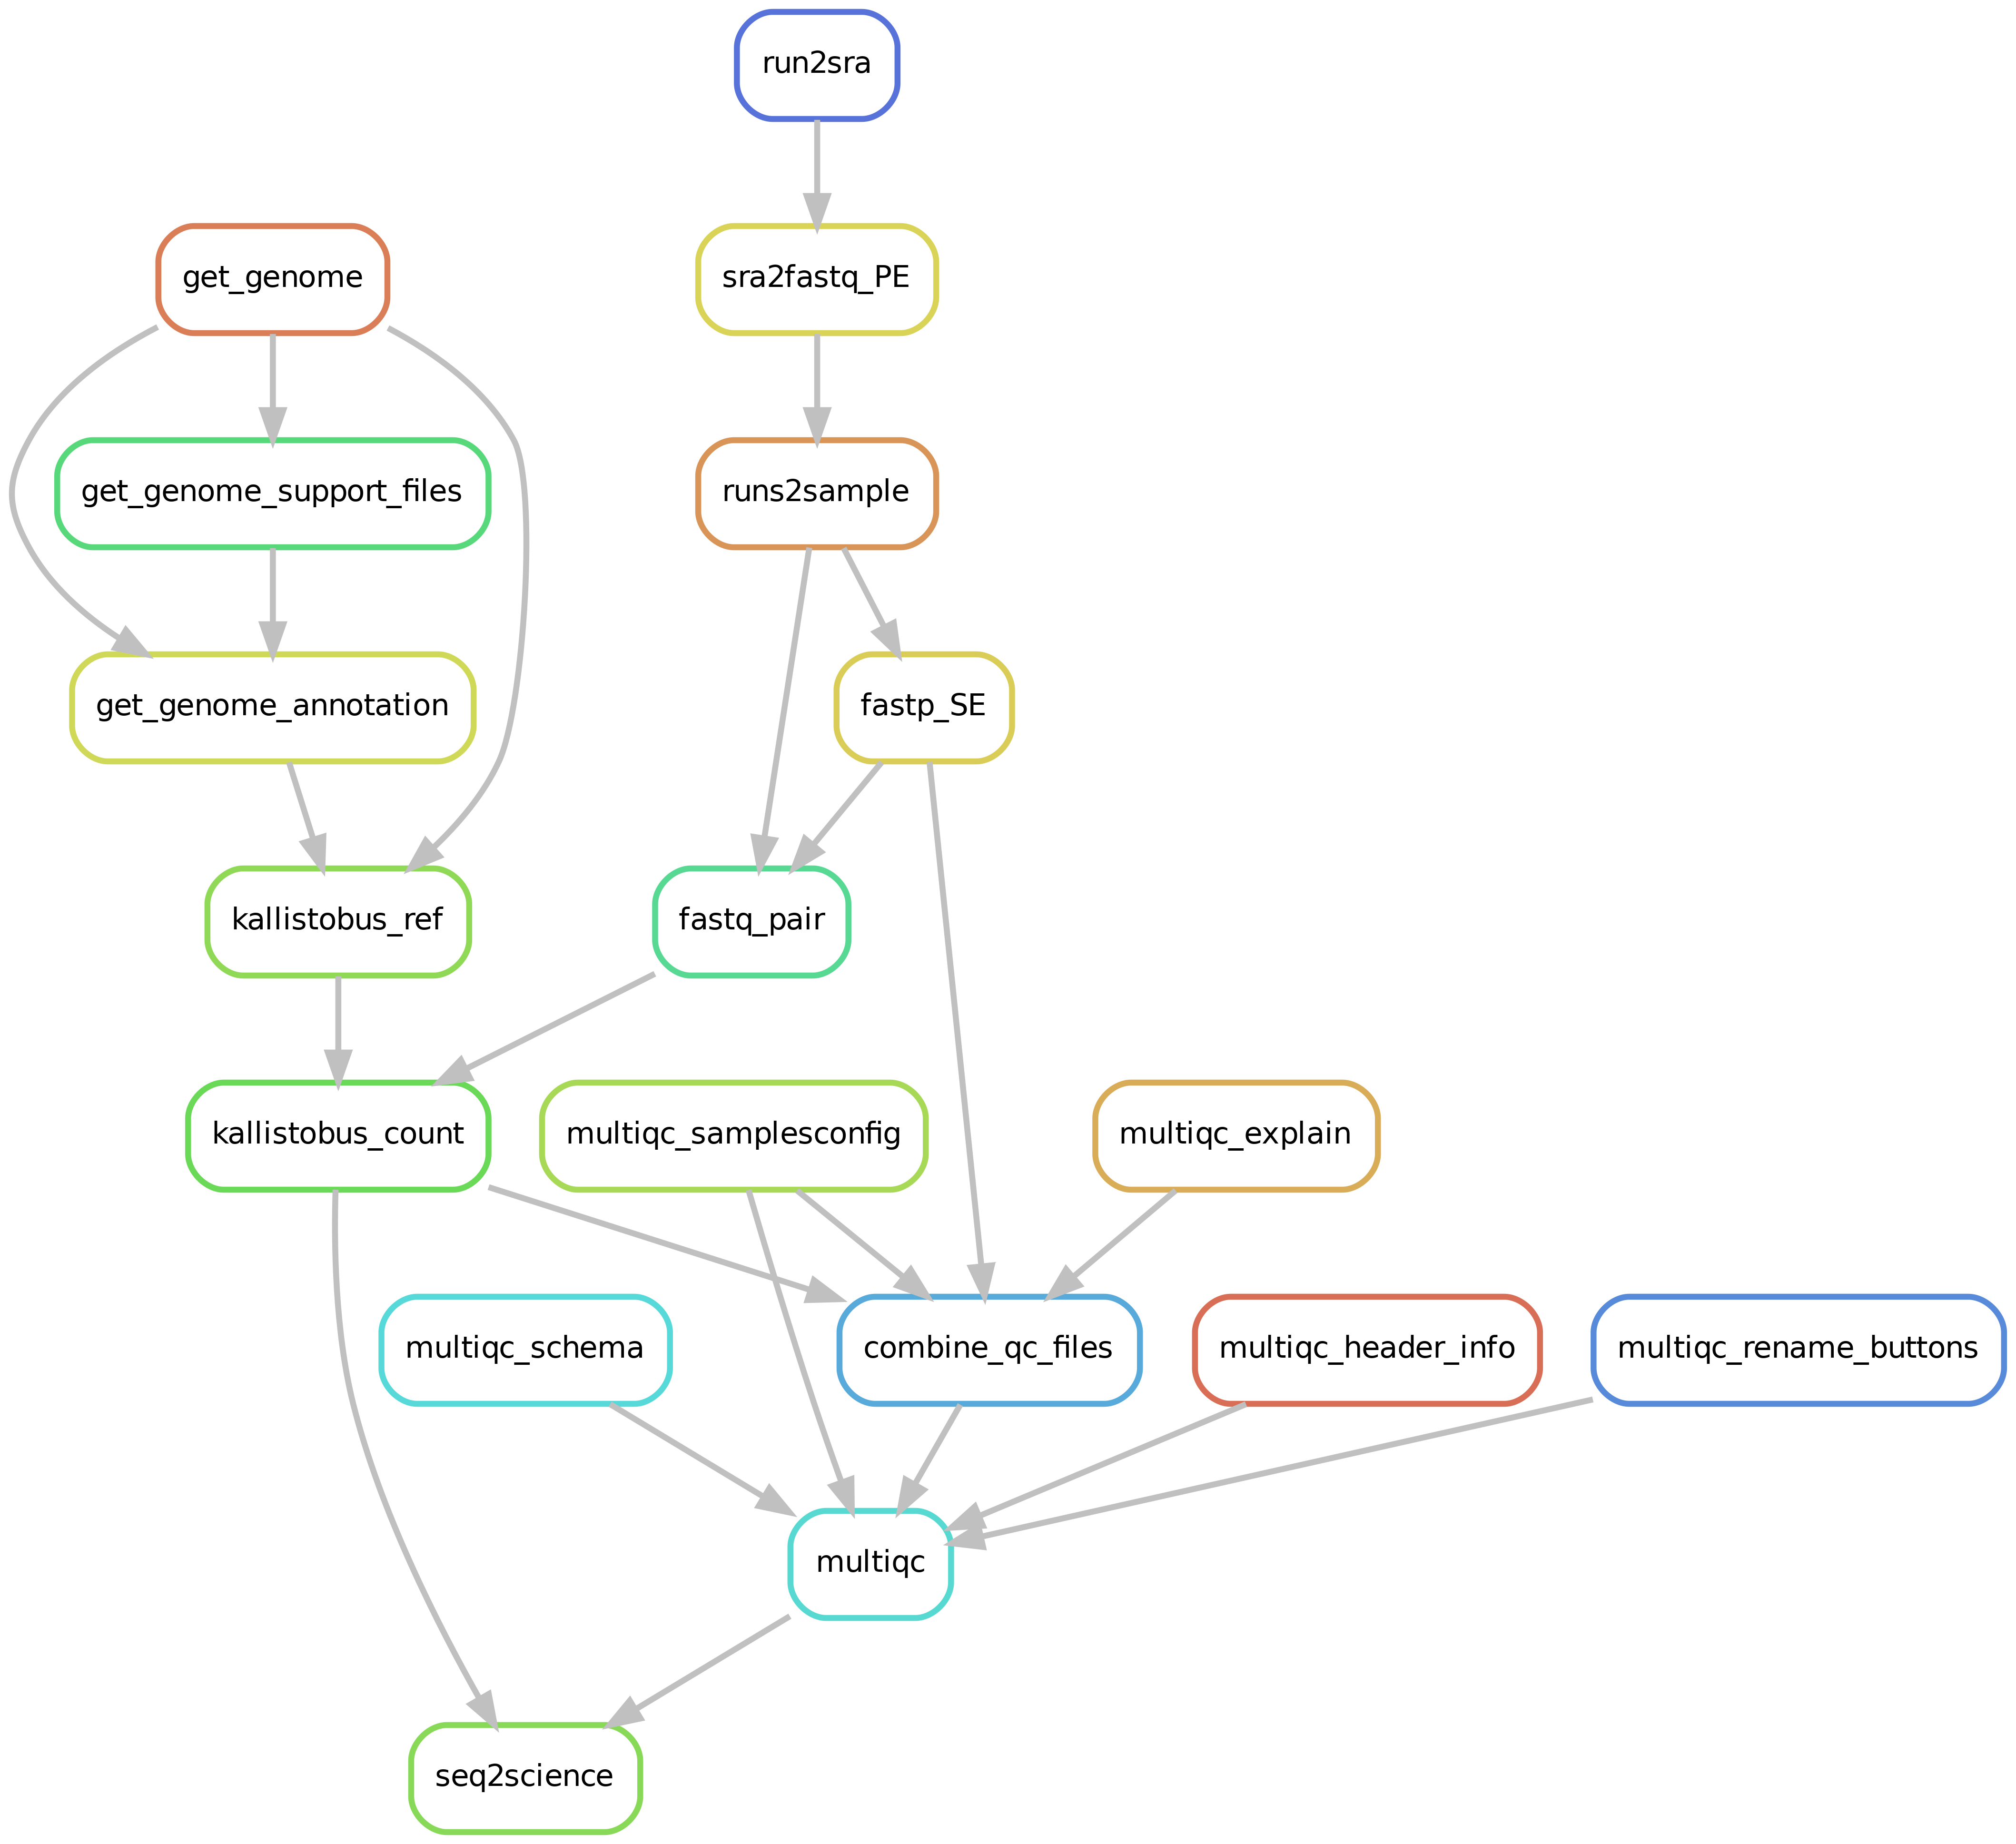 run2sra
get_genome
sra2fastq_PE
get_genome_support_files
runs2sample
get_genome_annotation
fastp_SE
kallistobus_ref
fastq_pair
kallistobus_count
multiqc_samplesconfig
multiqc_explain
multiqc_schema
combine_qc_files
multiqc_header_info
multiqc_rename_buttons
multiqc
seq2science